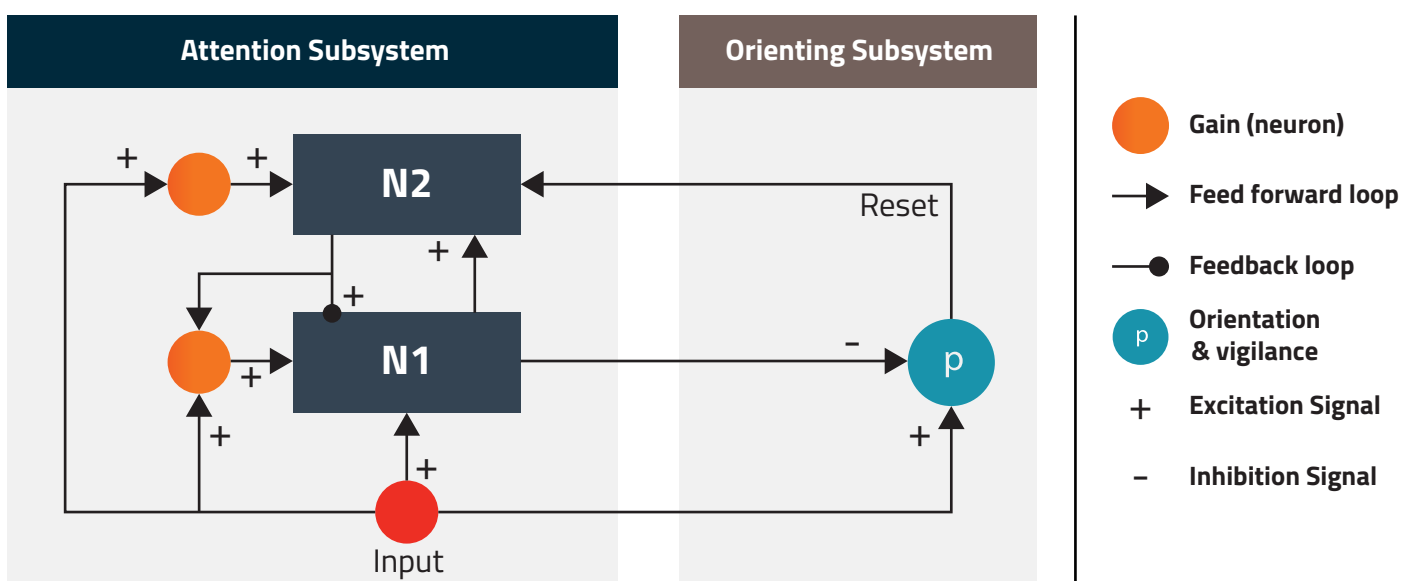 Attention Subsystem
Orienting Subsystem
+
+
N2
Reset
+
+
N1
+
-
p
+
+
+
Input
Gain (neuron)
Feed forward loop
Feedback loop
p
Orientation
& vigilance
+ Excitation Signal
- Inhibition Signal